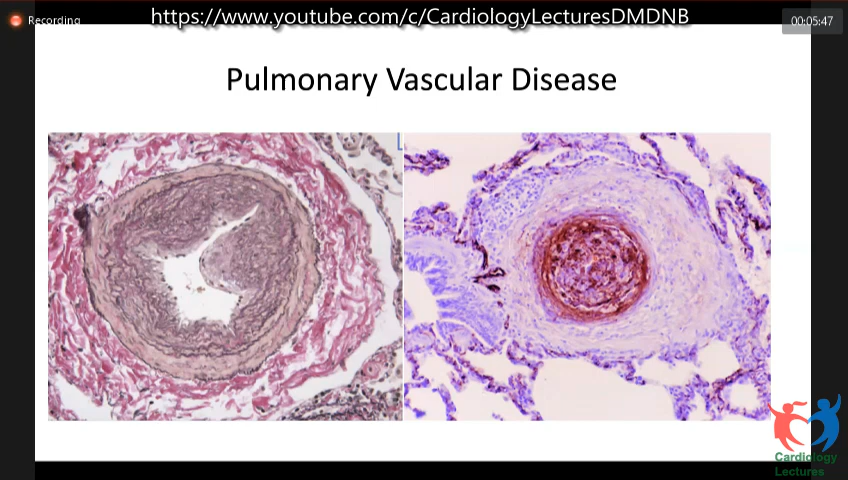 https://www.youtube.com/c/CardiologyLecturesDMDNB
Recording
00:05:47
Pulmonary Vascular Disease
Cardiology
Lectures